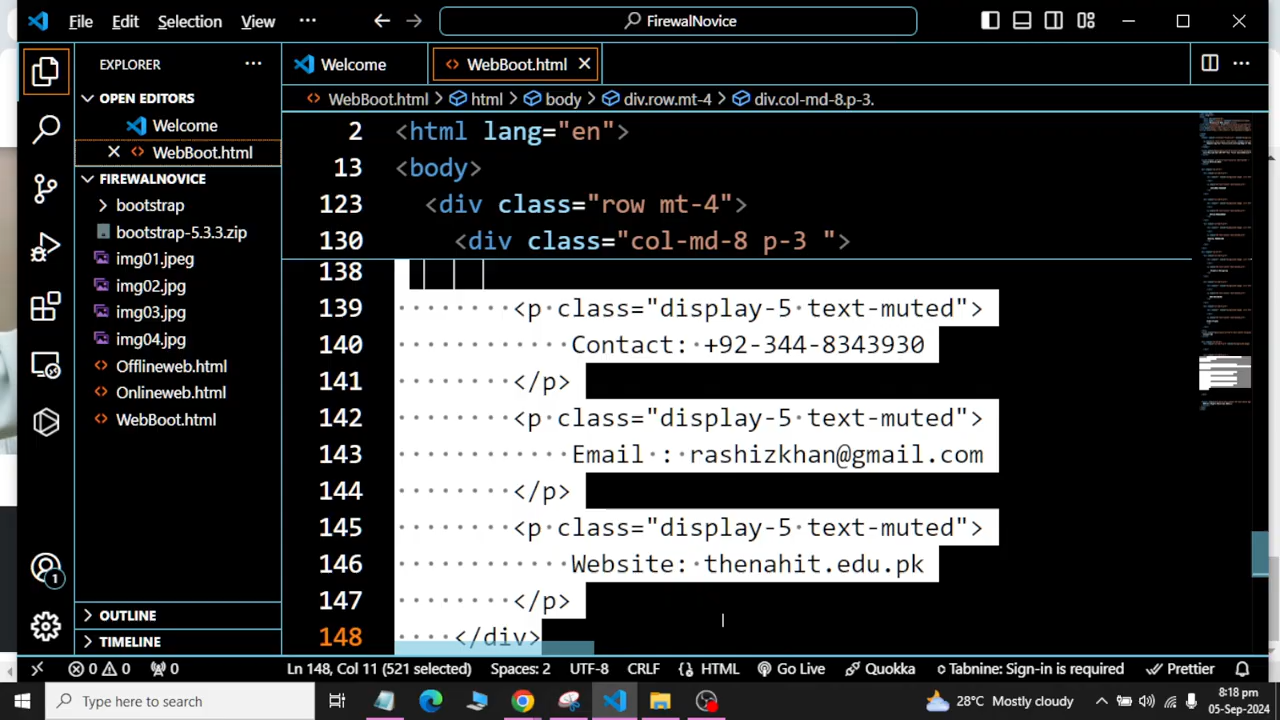 File Edit Selection View ··· FirewalNovice
EXPLORER ···
OPEN EDITORS
Welcome
WebBoot.html
FIREWALNOVICE
bootstrap
bootstrap-5.3.3.zip
img01.jpeg
img02.jpg
img03.jpg
img04.jpg
Offlineweb.html
Onlineweb.html
WebBoot.html
OUTLINE
TIMELINE
1
Welcome WebBoot.html
WebBoot.html > html > body > div.row.mt-4 > div.col-md-8.p-3.
2 <html lang="en">
13 <body>
123 <div class="row mt-4">
130 <div class="col-md-8 p-3 ">
138
139 <p class="display-5 text-muted">
140 Contact: +92-344-8343930
141 </p>
142 <p class="display-5 text-muted">
143 Email : rashizkhan@gmail.com
144 </p>
145 <p class="display-5 text-muted">
146 Website: thenahit.edu.pk
147 </p>
148 </div>
0 0 0 Ln 148, Col 11 (521 selected) Spaces: 2 UTF-8 CRLF HTML Go Live Quokka Tabnine: Sign-in is required Prettier
Type here to search 28°C Mostly cloudy 8:18 pm
05-Sep-2024